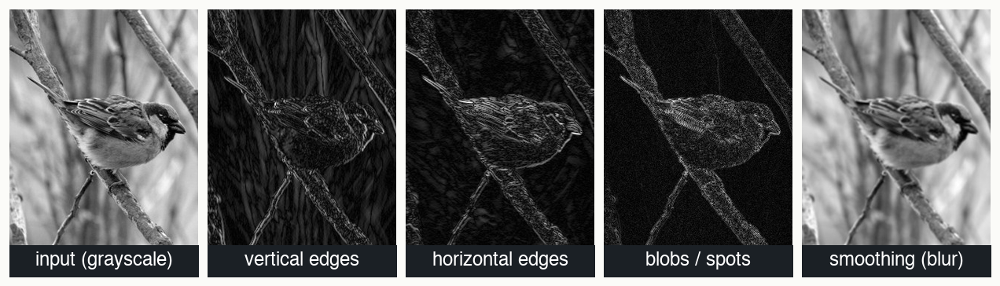 input (grayscale)
vertical edges
horizontal edges
blobs / spots
smoothing (blur)